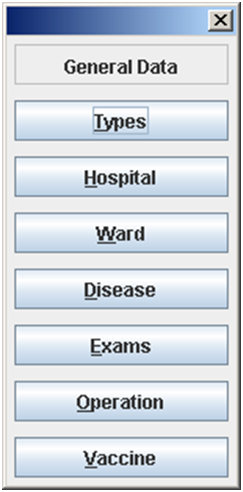 General Data
Types
Hospital
Ward
Disease
Exams
Operation
Vaccine